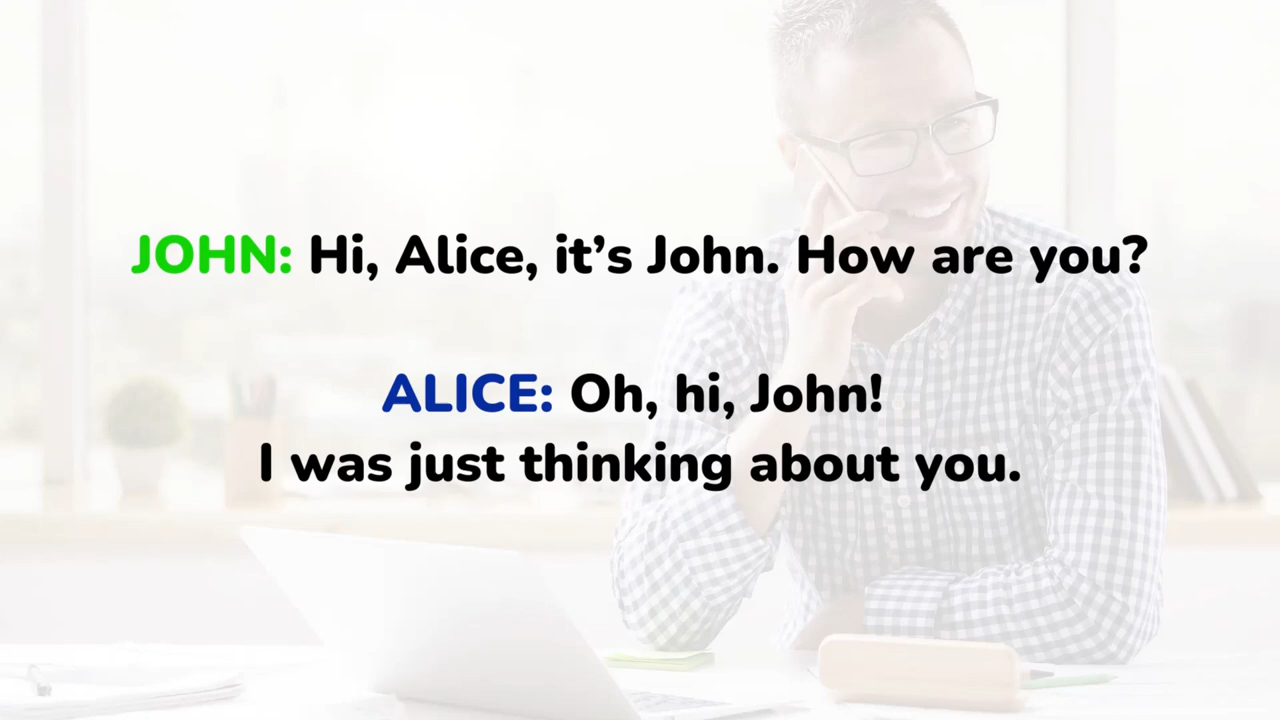 JOHN: Hi, Alice, it’s John. How are you?
ALICE: Oh, hi, John!
I was just thinking about you.